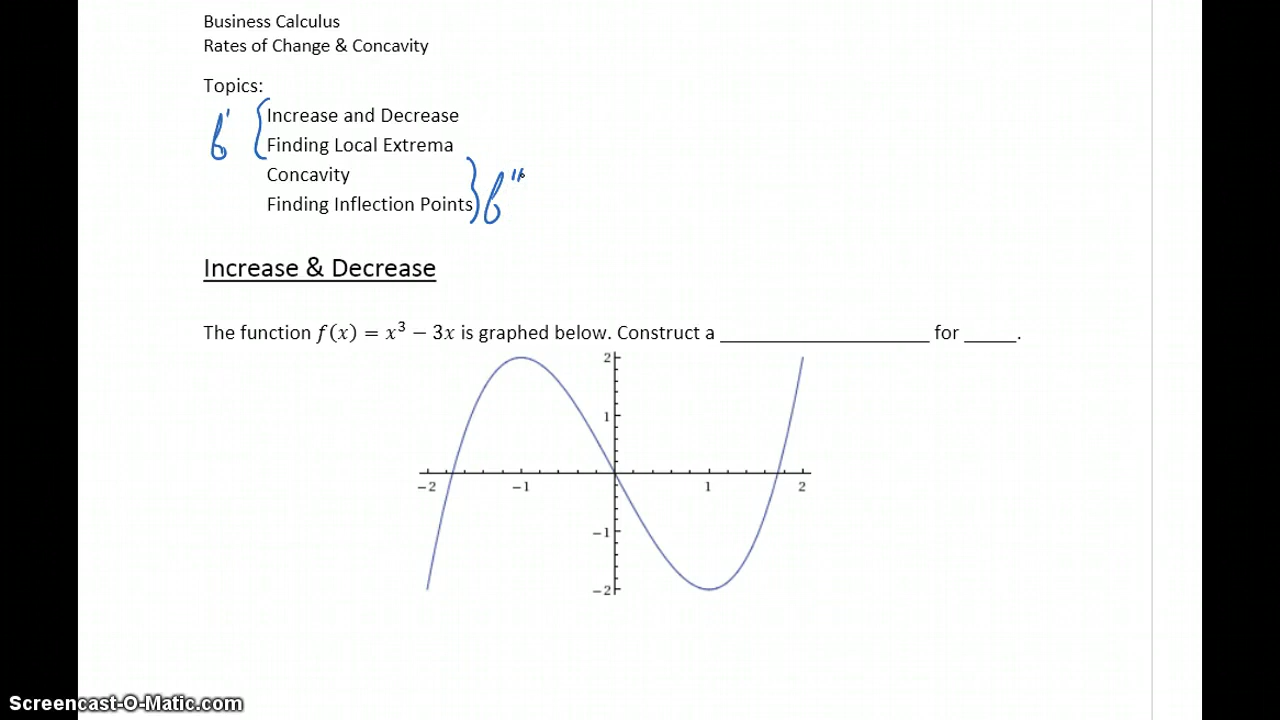 Business Calculus
Rates of Change & Concavity
Topics:
f' { Increase and Decrease
Finding Local Extrema
Concavity
Finding Inflection Points } f''
Increase & Decrease
The function f(x) = x³ − 3x is graphed below. Construct a ____________________ for _____.
2
1
−2 −1 1 2
−1
−2
Screencast-O-Matic.com